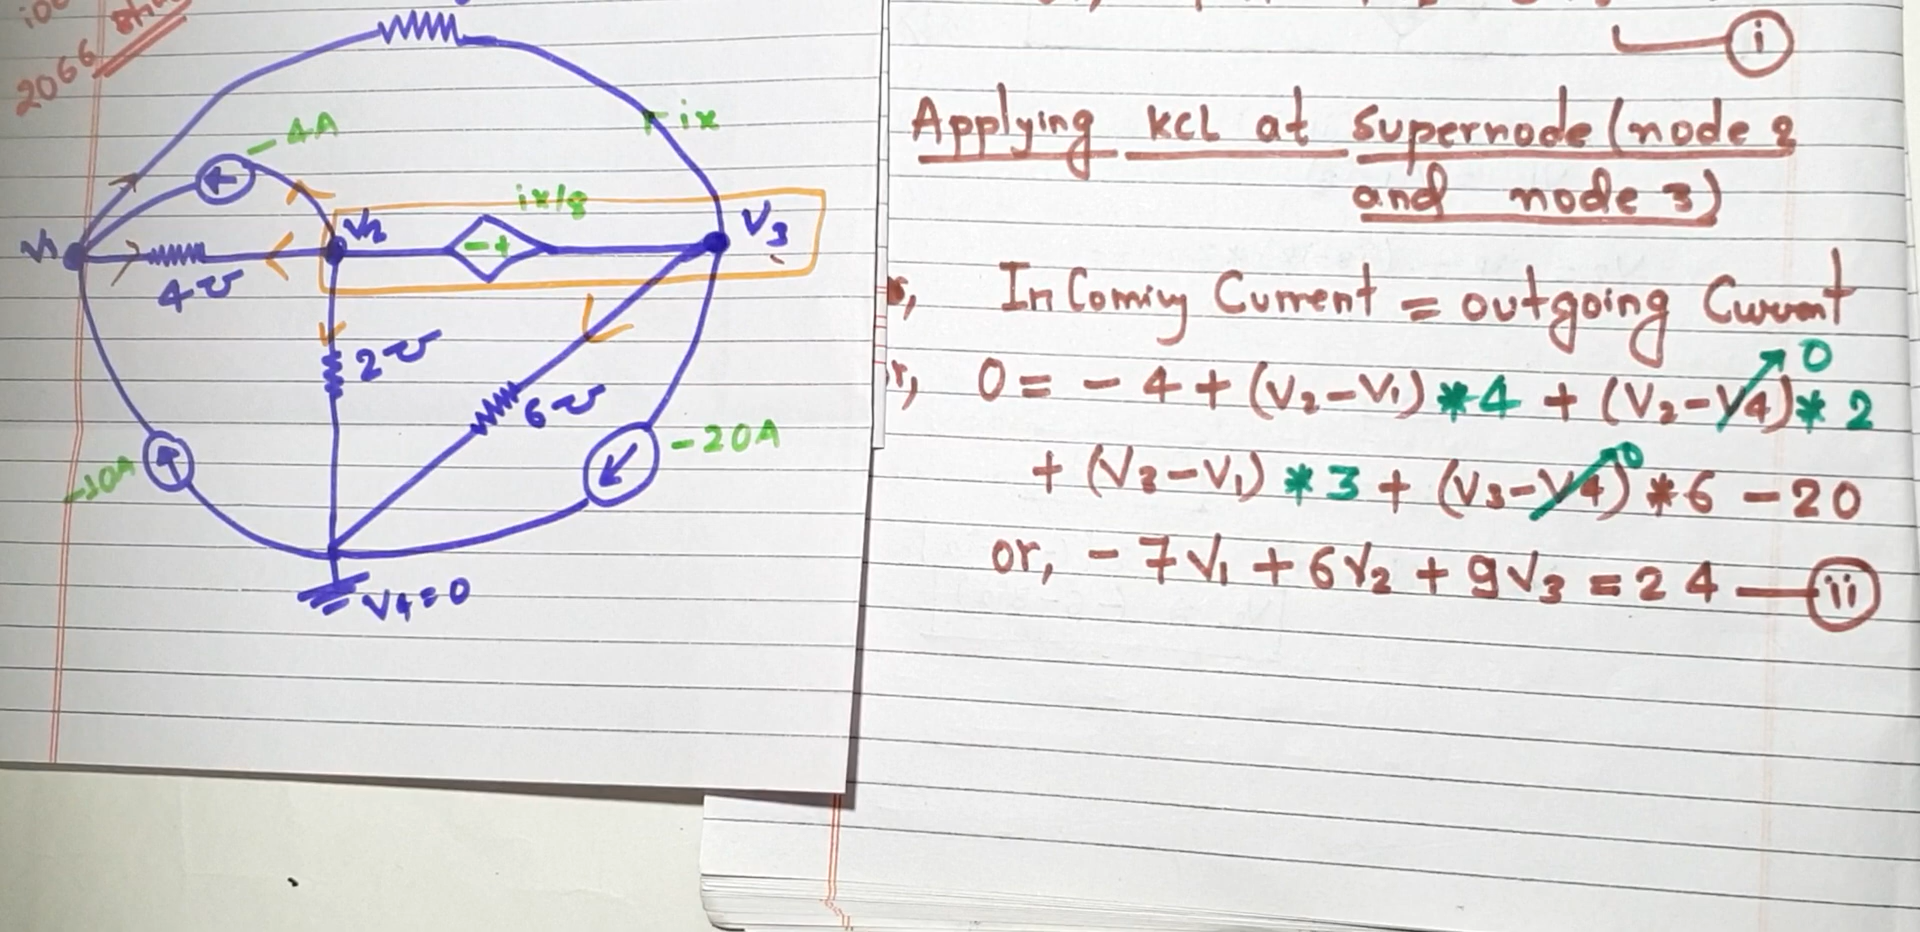 2066
- 4A
ix
ix/8
V1
V2
V3
- +
4℧
2℧
6℧
-10A
-20A
V4=0
i
Applying KCL at supernode (node 2
and node 3)
InComing Current = outgoing Current
0 = - 4 + (V2-V1) * 4 + (V2-V4) * 2
0
+ (V3-V1) * 3 + (V3-V4) * 6 - 20
0
or, - 7V1 + 6V2 + 9V3 = 24
ii